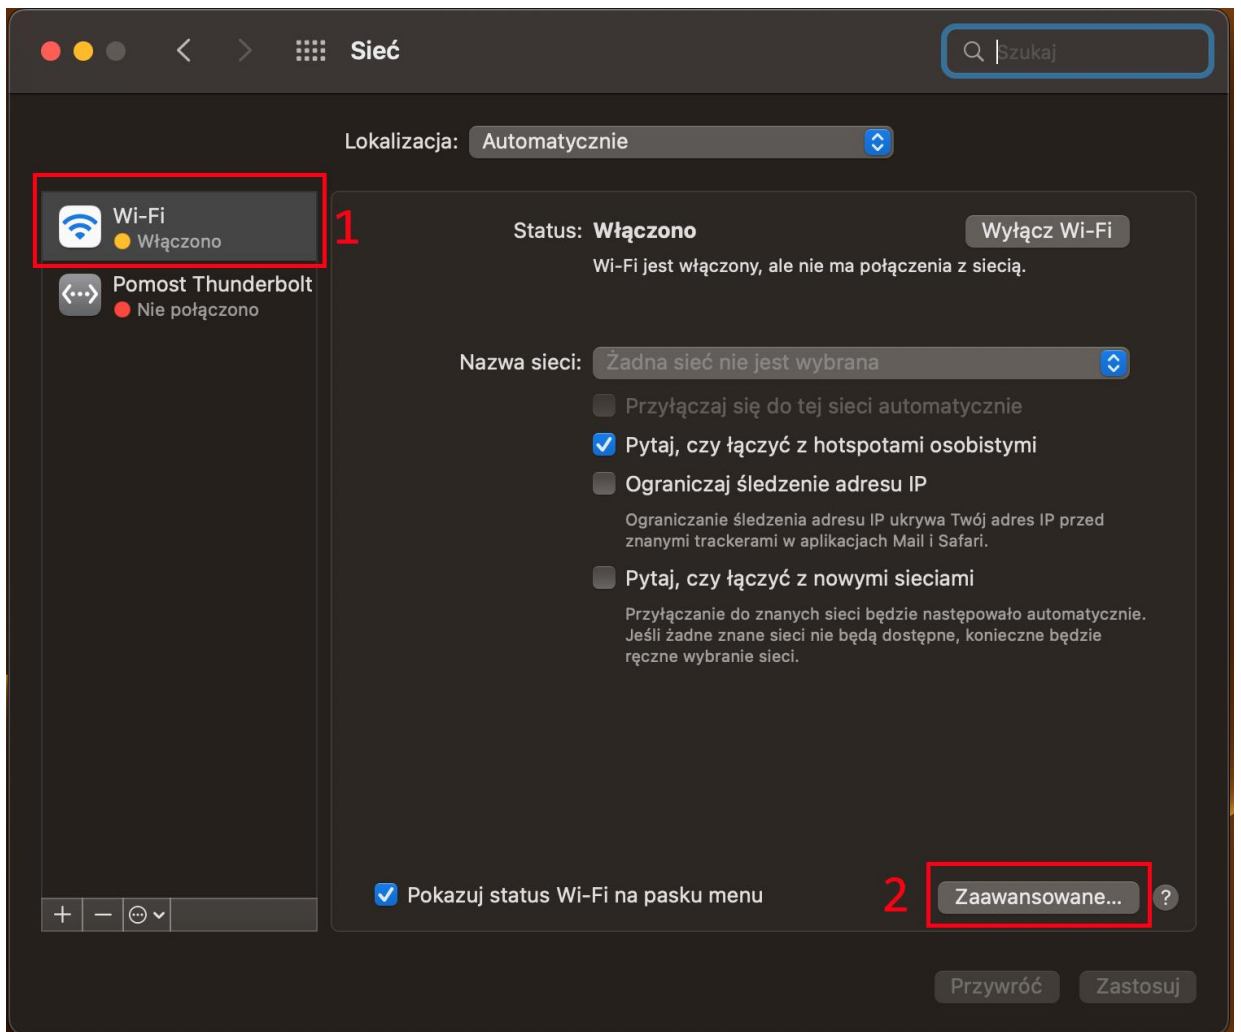 Sieć
Szukaj
Lokalizacja: Automatycznie
Wi-Fi
Włączono
1
Pomost Thunderbolt
Nie połączono
Status: Włączono
Wyłącz Wi-Fi
Wi-Fi jest włączony, ale nie ma połączenia z siecią.
Nazwa sieci: Żadna sieć nie jest wybrana
Przyłączaj się do tej sieci automatycznie
Pytaj, czy łączyć z hotspotami osobistymi
Ograniczaj śledzenie adresu IP
Ograniczanie śledzenia adresu IP ukrywa Twój adres IP przed
znanymi trackerami w aplikacjach Mail i Safari.
Pytaj, czy łączyć z nowymi sieciami
Przyłączanie do znanych sieci będzie następowało automatycznie.
Jeśli żadne znane sieci nie będą dostępne, konieczne będzie
ręczne wybranie sieci.
Pokazuj status Wi-Fi na pasku menu
2
Zaawansowane...
?
Przywróć
Zastosuj